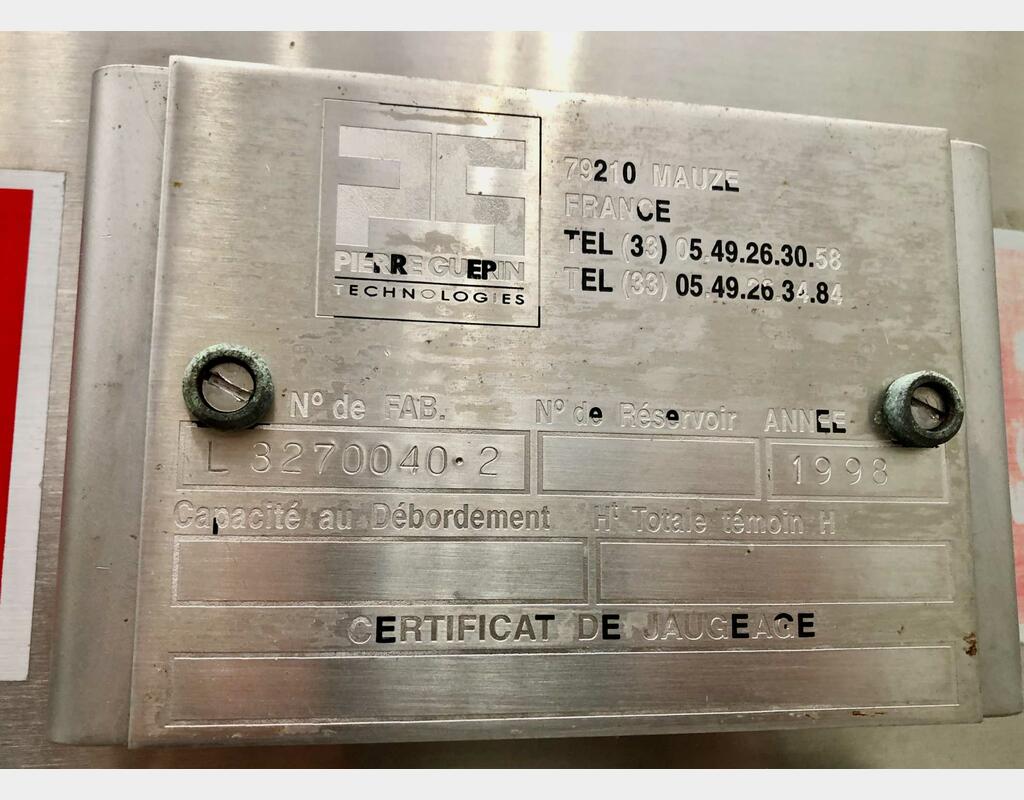 PIERRE GUERIN
TECHNOLOGIES
79210 MAUZE
FRANCE
TEL (33) 05.49.26.30.58
TEL (33) 05.49.26.34.84
N° de FAB.
N° de Réservoir
ANNEE
L 3270040.2
1998
Capacité au Débordement
Ht Totale témoin H
CERTIFICAT DE JAUGEAGE